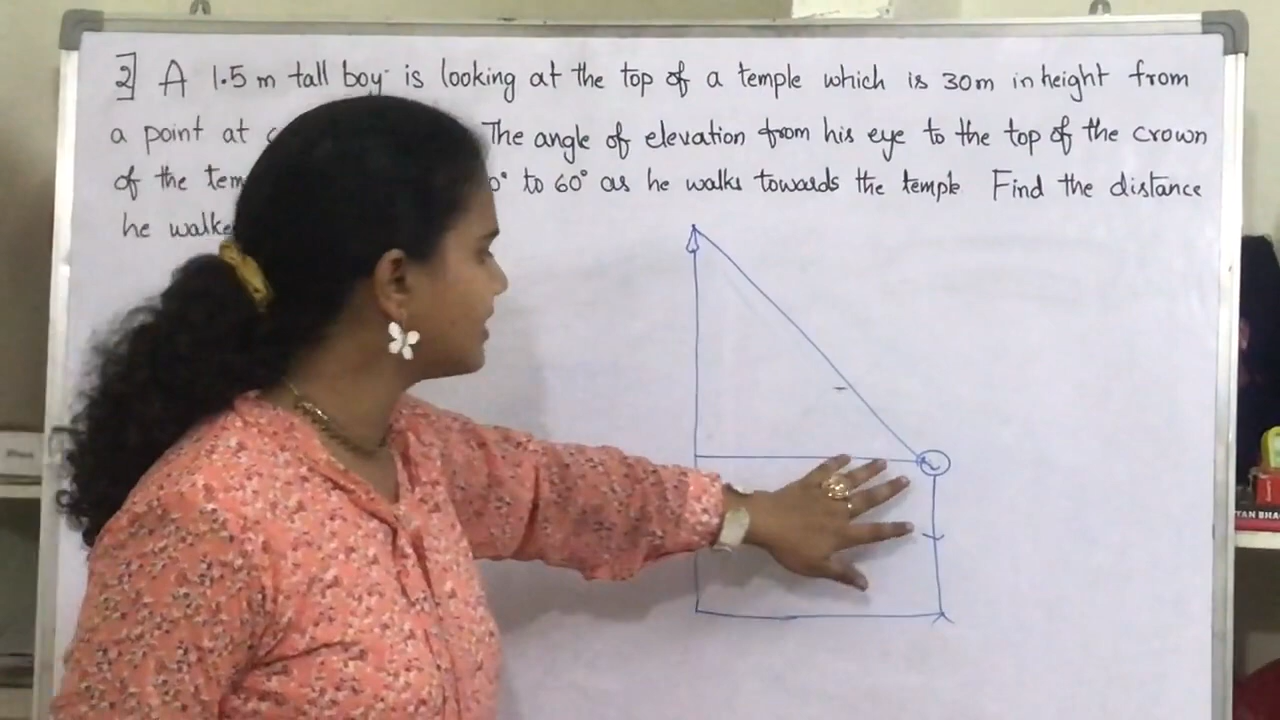 2] A 1.5 m tall boy is looking at the top of a temple which is 30m in height from
a point at The angle of elevation from his eye to the top of the crown
of the 0° to 60° as he walks towards the temple. Find the distance
he